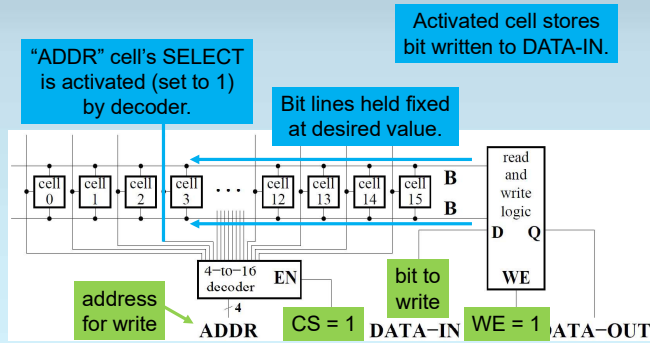 Activated cell stores
bit written to DATA-IN.
“ADDR” cell’s SELECT
is activated (set to 1)
by decoder.
Bit lines held fixed
at desired value.
cell
0
cell
1
cell
2
cell
3
• • •
cell
12
cell
13
cell
14
cell
15
B
B
read
and
write
logic
D Q
WE
4−to−16
decoder
EN
4
bit to
write
address
for write
ADDR
CS = 1
DATA−IN
WE = 1
DATA−OUT